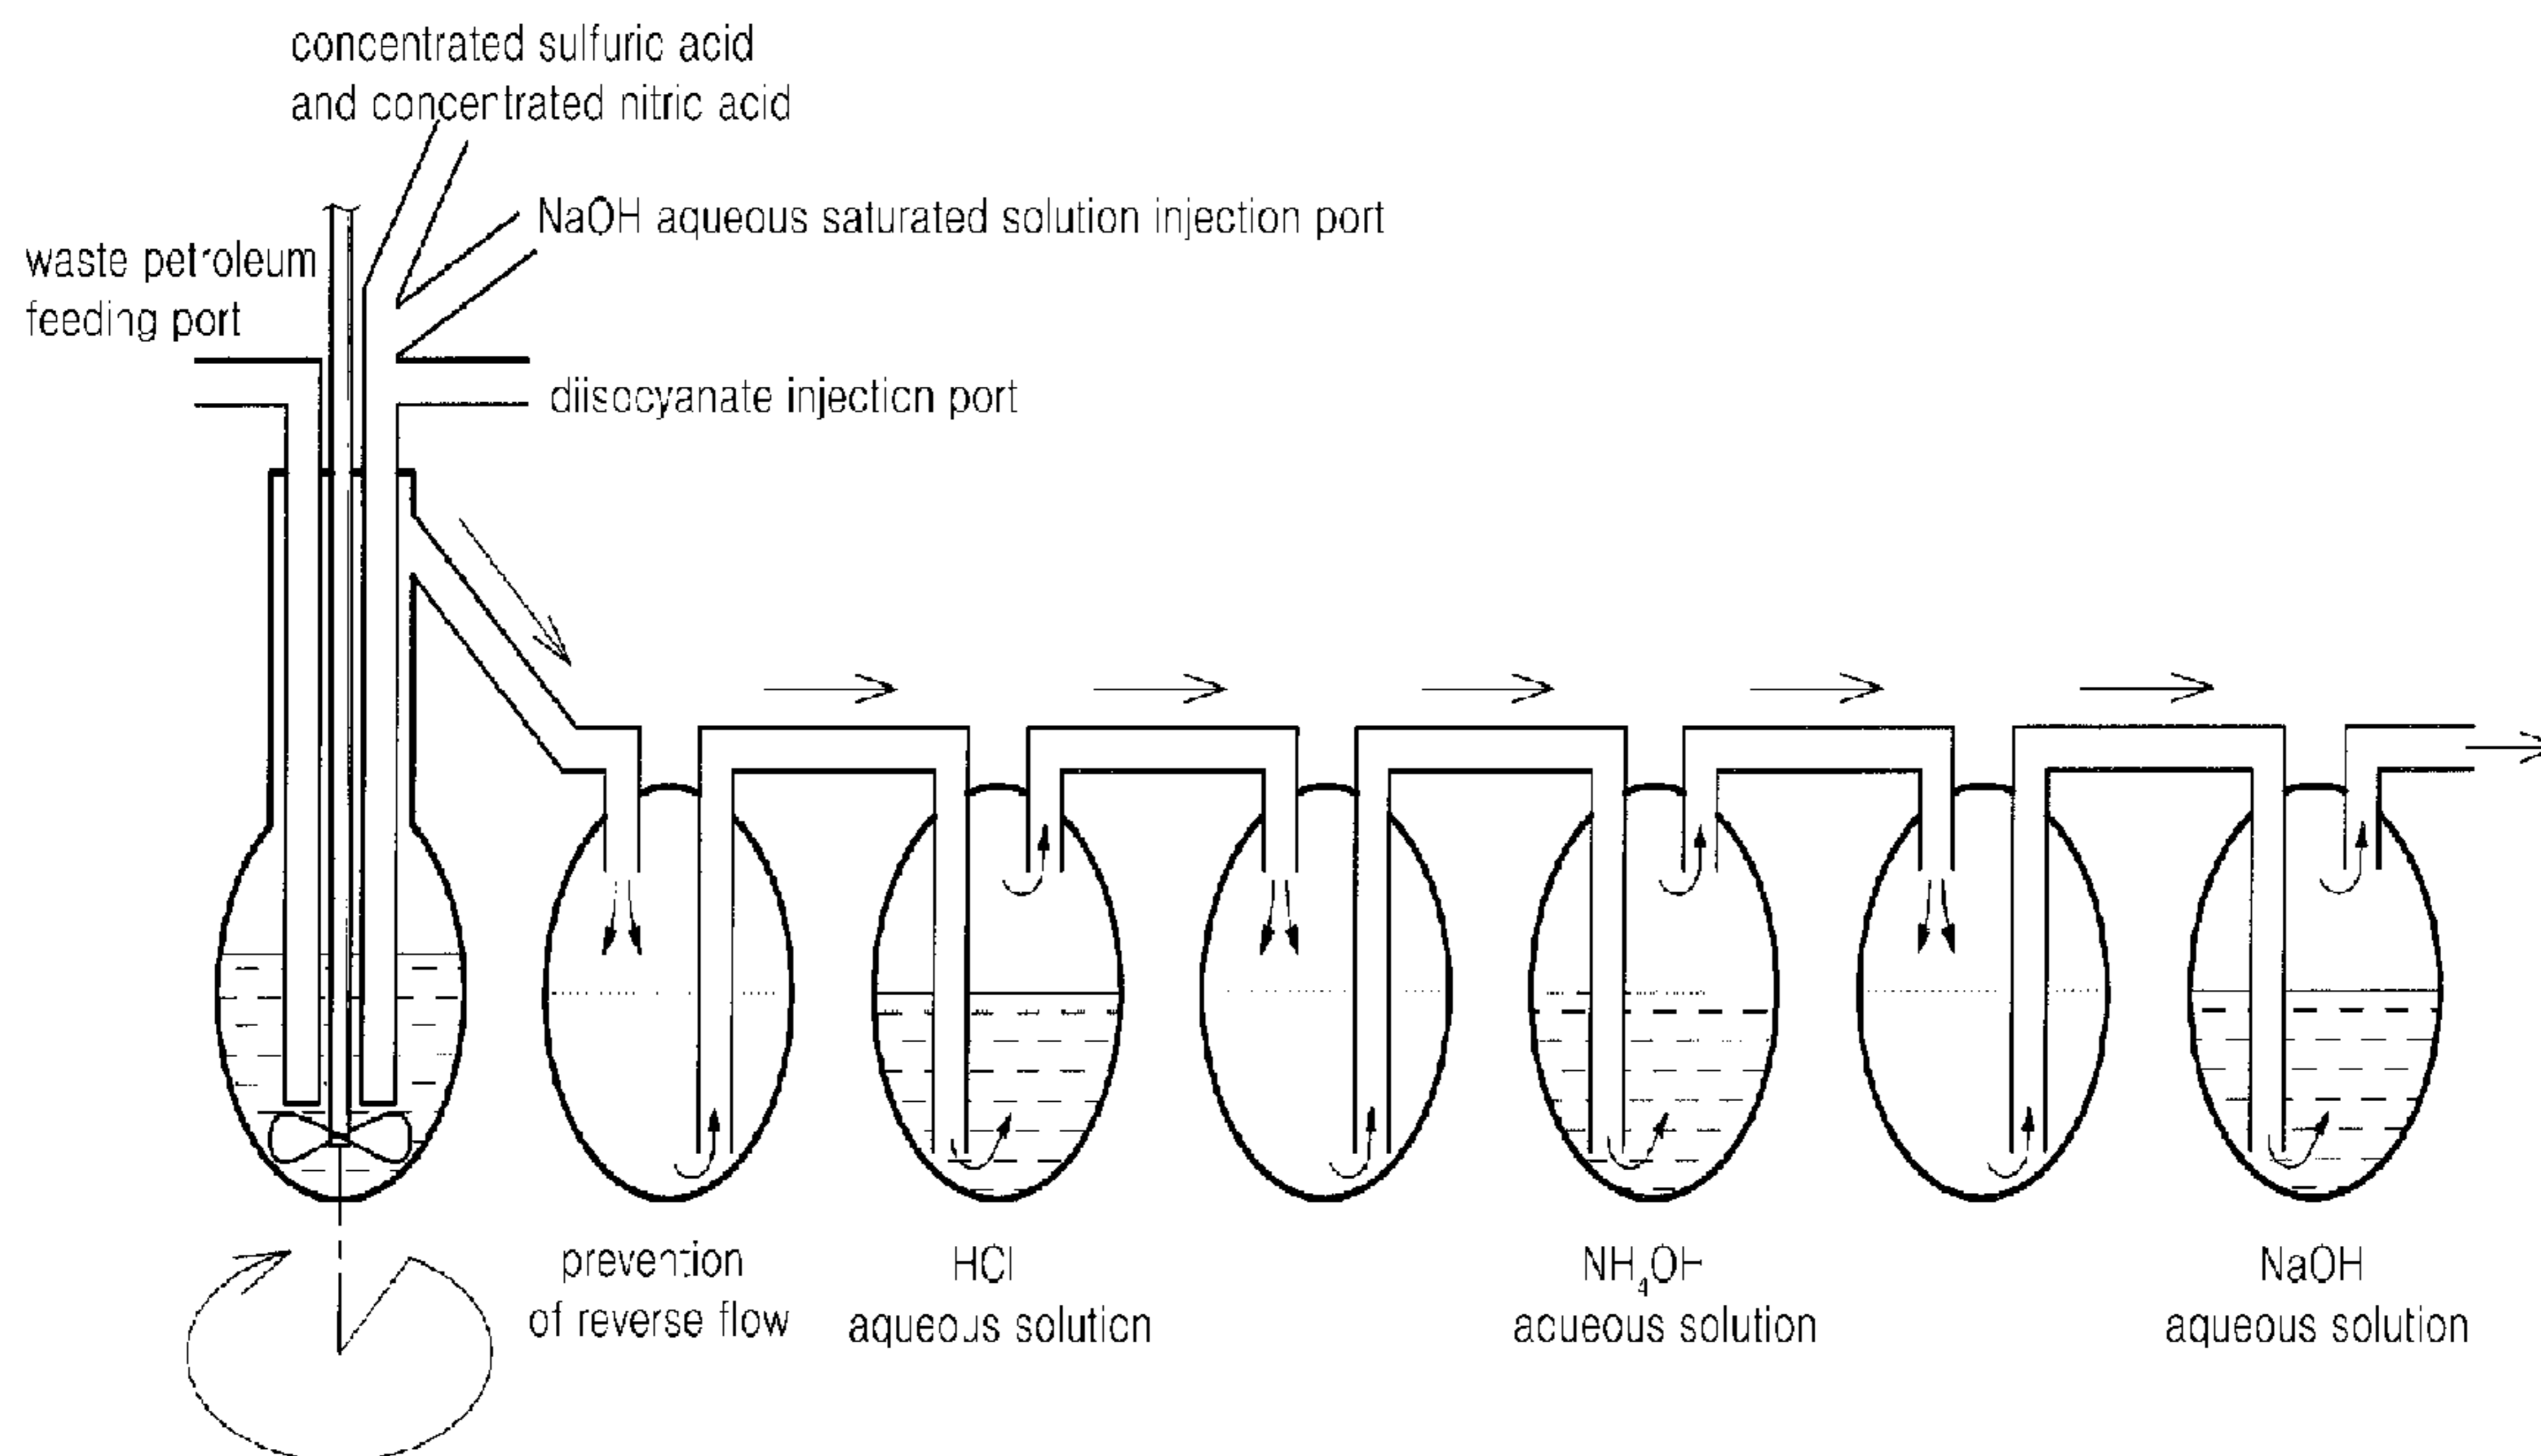 concentrated sulfuric acid
and concentrated nitric acid
NaOH aqueous saturated solution injection port
waste petroleum
feeding port
diisocyanate injection port
prevention
of reverse flow
HCl
aqueous solution
NH₄OH
aqueous solution
NaOH
aqueous solution